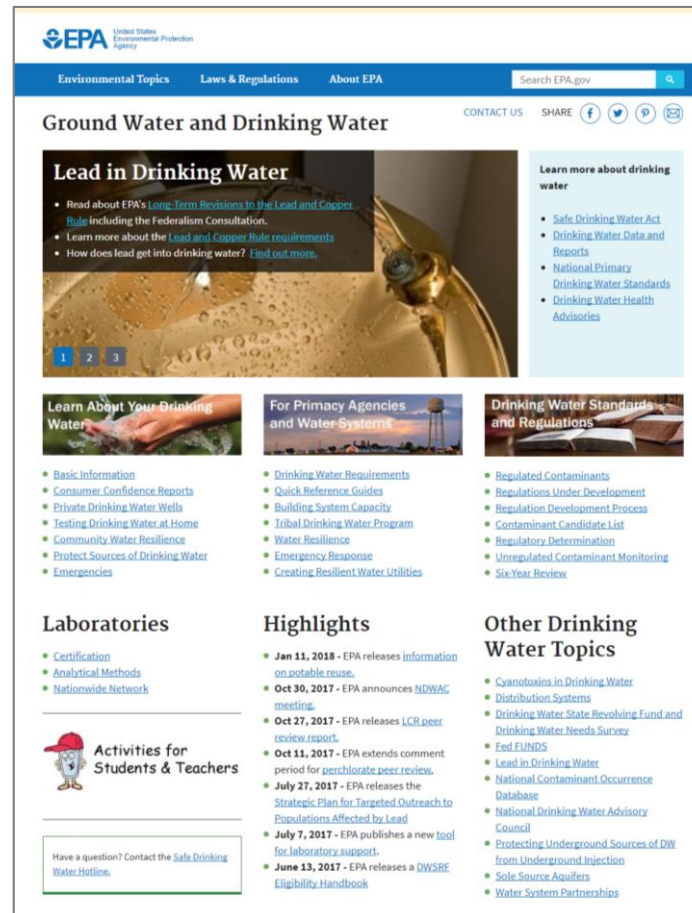 EPA United States
Environmental Protection
Agency
Environmental Topics Laws & Regulations About EPA Search EPA.gov
Ground Water and Drinking Water
CONTACT US SHARE
Lead in Drinking Water
Read about EPA's Long-Term Revisions to the Lead and Copper
Rule including the Federalism Consultation.
Learn more about the Lead and Copper Rule requirements
How does lead get into drinking water? Find out more.
1 2 3
Learn more about drinking
water
Safe Drinking Water Act
Drinking Water Data and
Reports
National Primary
Drinking Water Standards
Drinking Water Health
Advisories
Learn About Your Drinking
Water
Basic Information
Consumer Confidence Reports
Private Drinking Water Wells
Testing Drinking Water at Home
Community Water Resilience
Protect Sources of Drinking Water
Emergencies
For Primacy Agencies
and Water Systems
Drinking Water Requirements
Quick Reference Guides
Building System Capacity
Tribal Drinking Water Program
Water Resilience
Emergency Response
Creating Resilient Water Utilities
Drinking Water Standards
and Regulations
Regulated Contaminants
Regulations Under Development
Regulation Development Process
Contaminant Candidate List
Regulatory Determination
Unregulated Contaminant Monitoring
Six-Year Review
Laboratories
Certification
Analytical Methods
Nationwide Network
Activities for
Students & Teachers
Have a question? Contact the Safe Drinking
Water Hotline.
Highlights
Jan 11, 2018 - EPA releases information
on potable reuse.
Oct 30, 2017 - EPA announces NDWAC
meeting.
Oct 27, 2017 - EPA releases LCR peer
review report.
Oct 11, 2017 - EPA extends comment
period for perchlorate peer review.
July 27, 2017 - EPA releases the
Strategic Plan for Targeted Outreach to
Populations Affected by Lead
July 7, 2017 - EPA publishes a new tool
for laboratory support.
June 13, 2017 - EPA releases a DWSRF
Eligibility Handbook
Other Drinking
Water Topics
Cyanotoxins in Drinking Water
Distribution Systems
Drinking Water State Revolving Fund and
Drinking Water Needs Survey
Fed FUNDS
Lead in Drinking Water
National Contaminant Occurrence
Database
National Drinking Water Advisory
Council
Protecting Underground Sources of DW
from Underground Injection
Sole Source Aquifers
Water System Partnerships